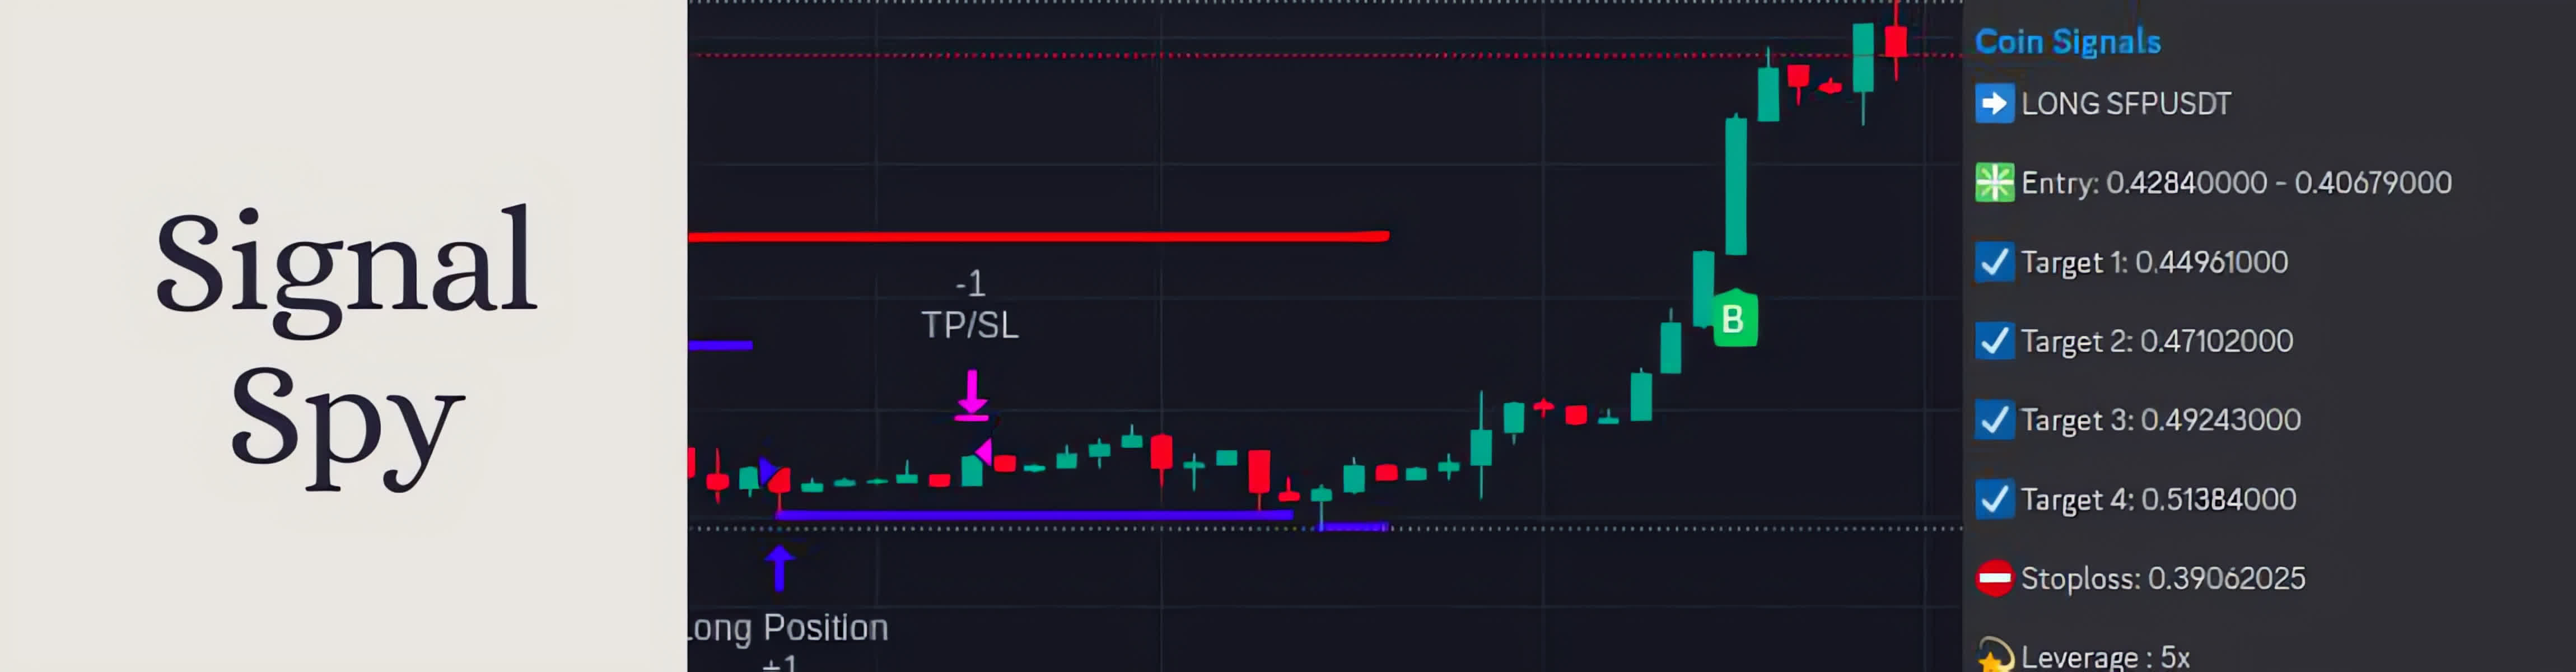 Signal
Spy
-1
TP/SL
Long Position
+1
B
Coin Signals
LONG SFPUSDT
Entry: 0.42840000 - 0.40679000
Target 1: 0.44961000
Target 2: 0.47102000
Target 3: 0.49243000
Target 4: 0.51384000
Stoploss: 0.39062025
Leverage : 5x